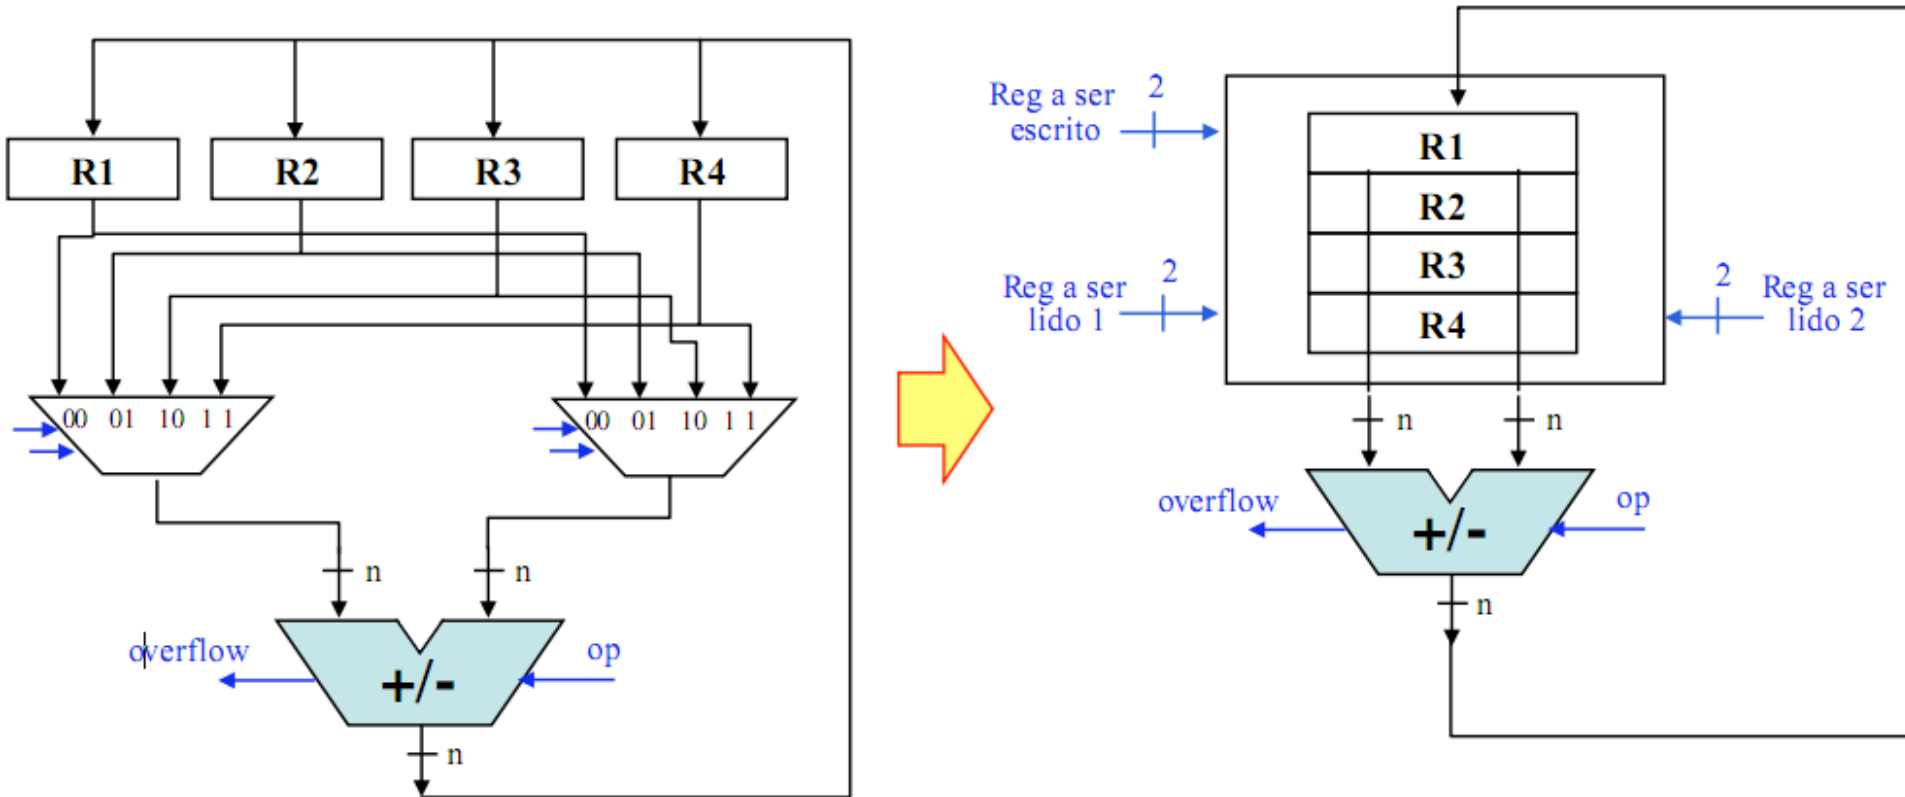 R1 R2 R3 R4
00 01 10 1 1
00 01 10 1 1
n n
overflow op
+/-
n
Reg a ser
escrito
2
R1
R2
R3
R4
Reg a ser
lido 1
2
2
Reg a ser
lido 2
n n
overflow op
+/-
n